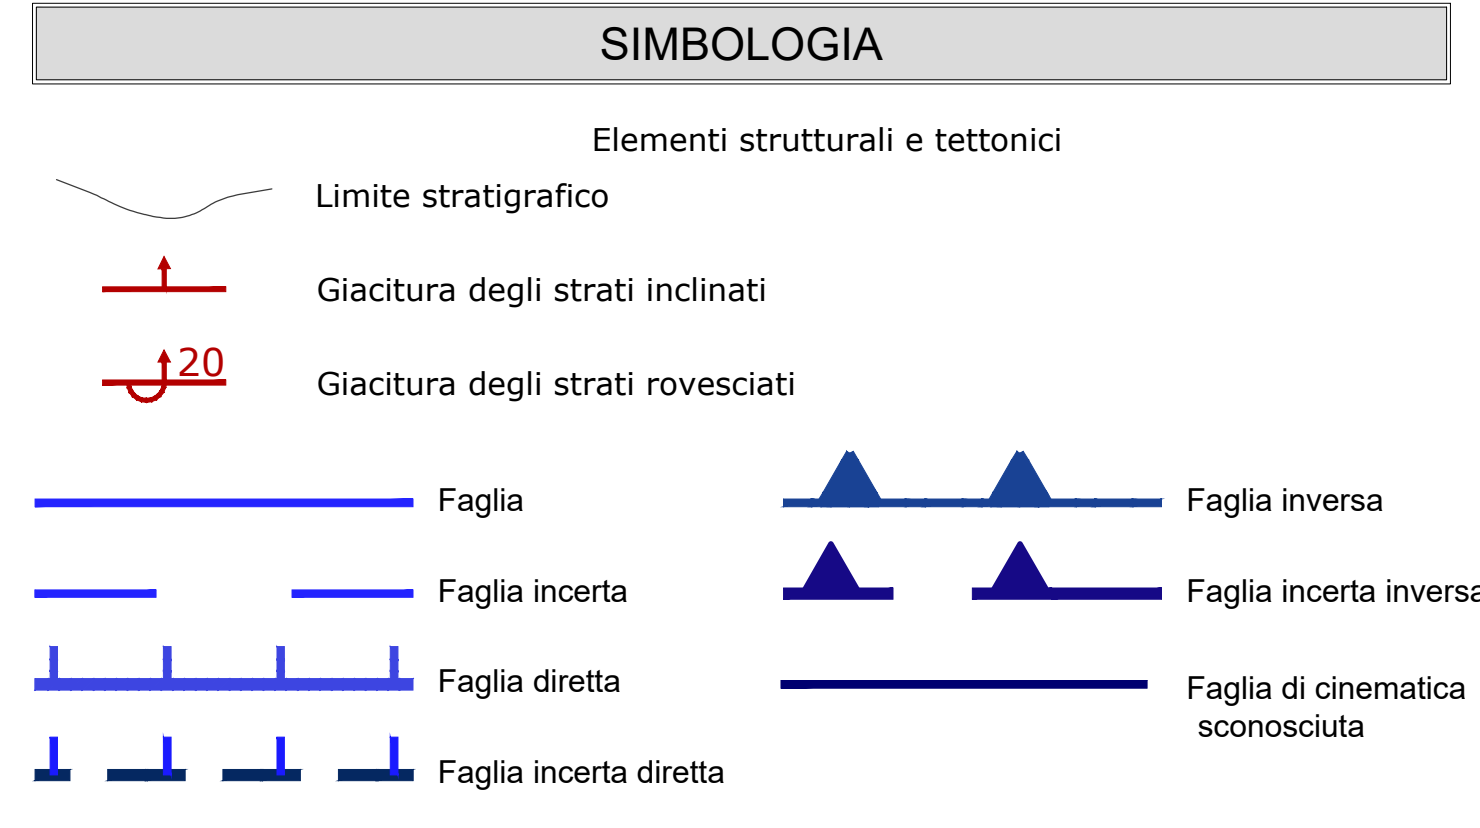 SIMBOLOGIA
Elementi strutturali e tettonici
Limite stratigrafico
Giacitura degli strati inclinati
20
Giacitura degli strati rovesciati
Faglia
Faglia incerta
Faglia diretta
Faglia incerta diretta
Faglia inversa
Faglia incerta inversa
Faglia di cinematica
sconosciuta